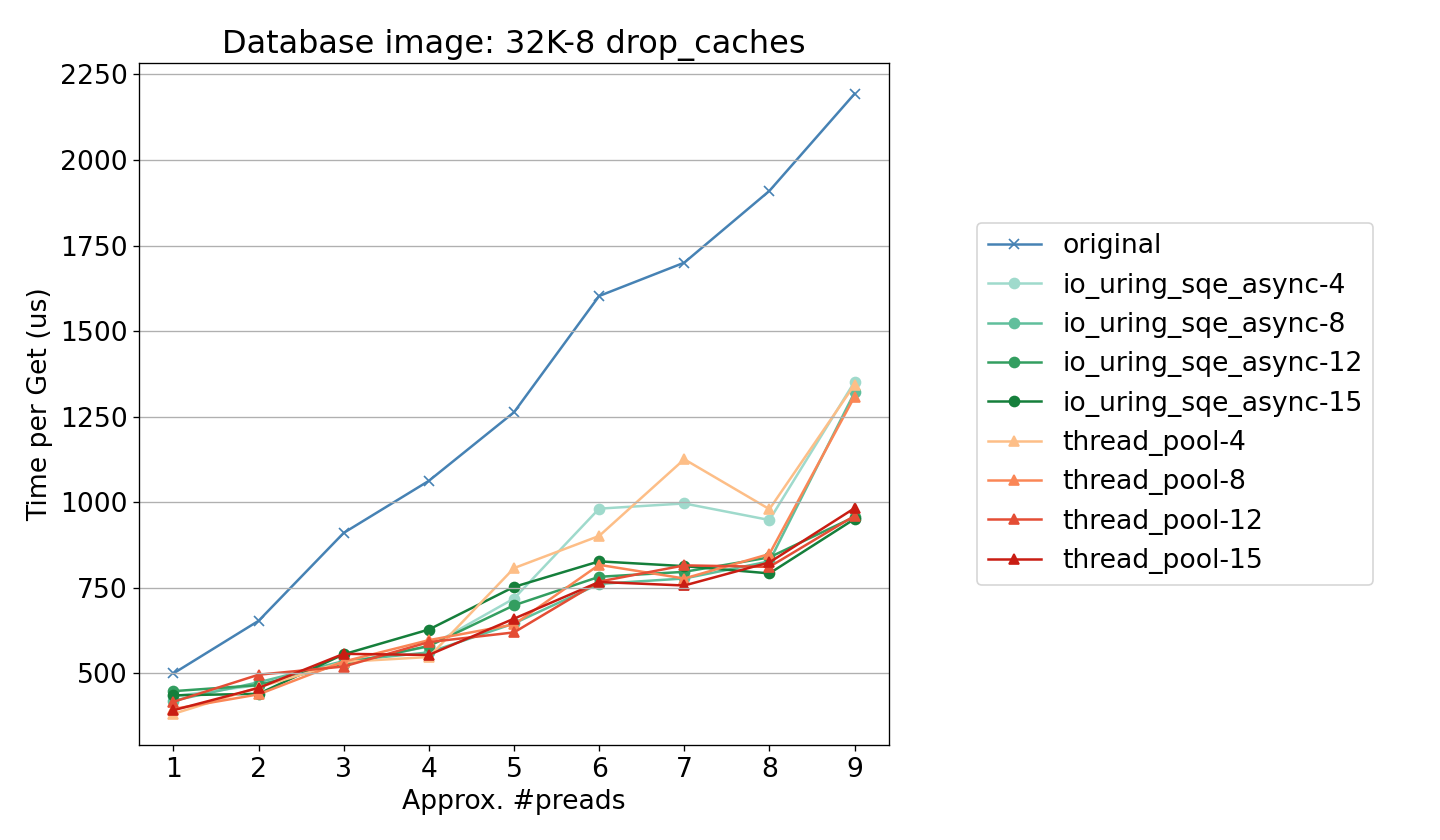 Database image: 32K-8 drop_caches
Time per Get (us)
2250
2000
1750
1500
1250
1000
750
500
1 2 3 4 5 6 7 8 9
Approx. #preads
original
io_uring_sqe_async-4
io_uring_sqe_async-8
io_uring_sqe_async-12
io_uring_sqe_async-15
thread_pool-4
thread_pool-8
thread_pool-12
thread_pool-15